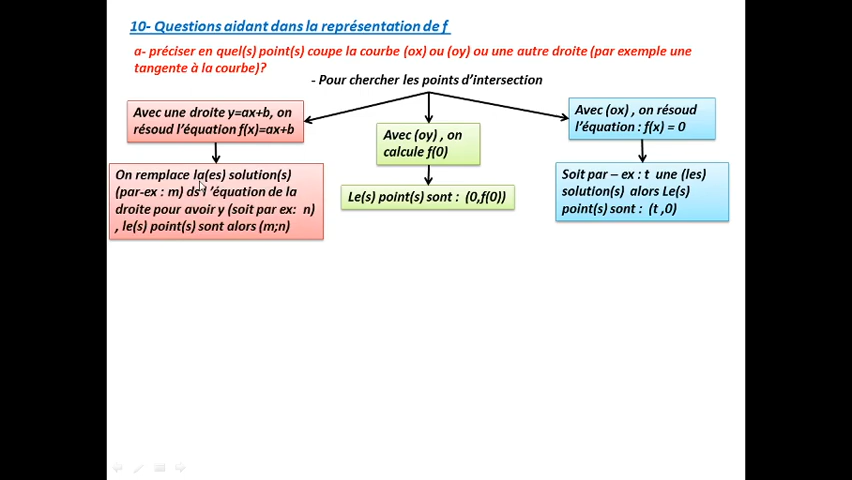 10- Questions aidant dans la représentation de f
a- préciser en quel(s) point(s) coupe la courbe (ox) ou (oy) ou une autre droite (par exemple une
tangente à la courbe)?
- Pour chercher les points d'intersection
Avec une droite y=ax+b, on
résoud l'équation f(x)=ax+b
On remplace la(es) solution(s)
(par-ex : m) ds l 'équation de la
droite pour avoir y (soit par ex: n)
, le(s) point(s) sont alors (m;n)
Avec (oy) , on
calcule f(0)
Le(s) point(s) sont : (0,f(0))
Avec (ox) , on résoud
l'équation : f(x) = 0
Soit par – ex : t une (les)
solution(s) alors Le(s)
point(s) sont : (t ,0)